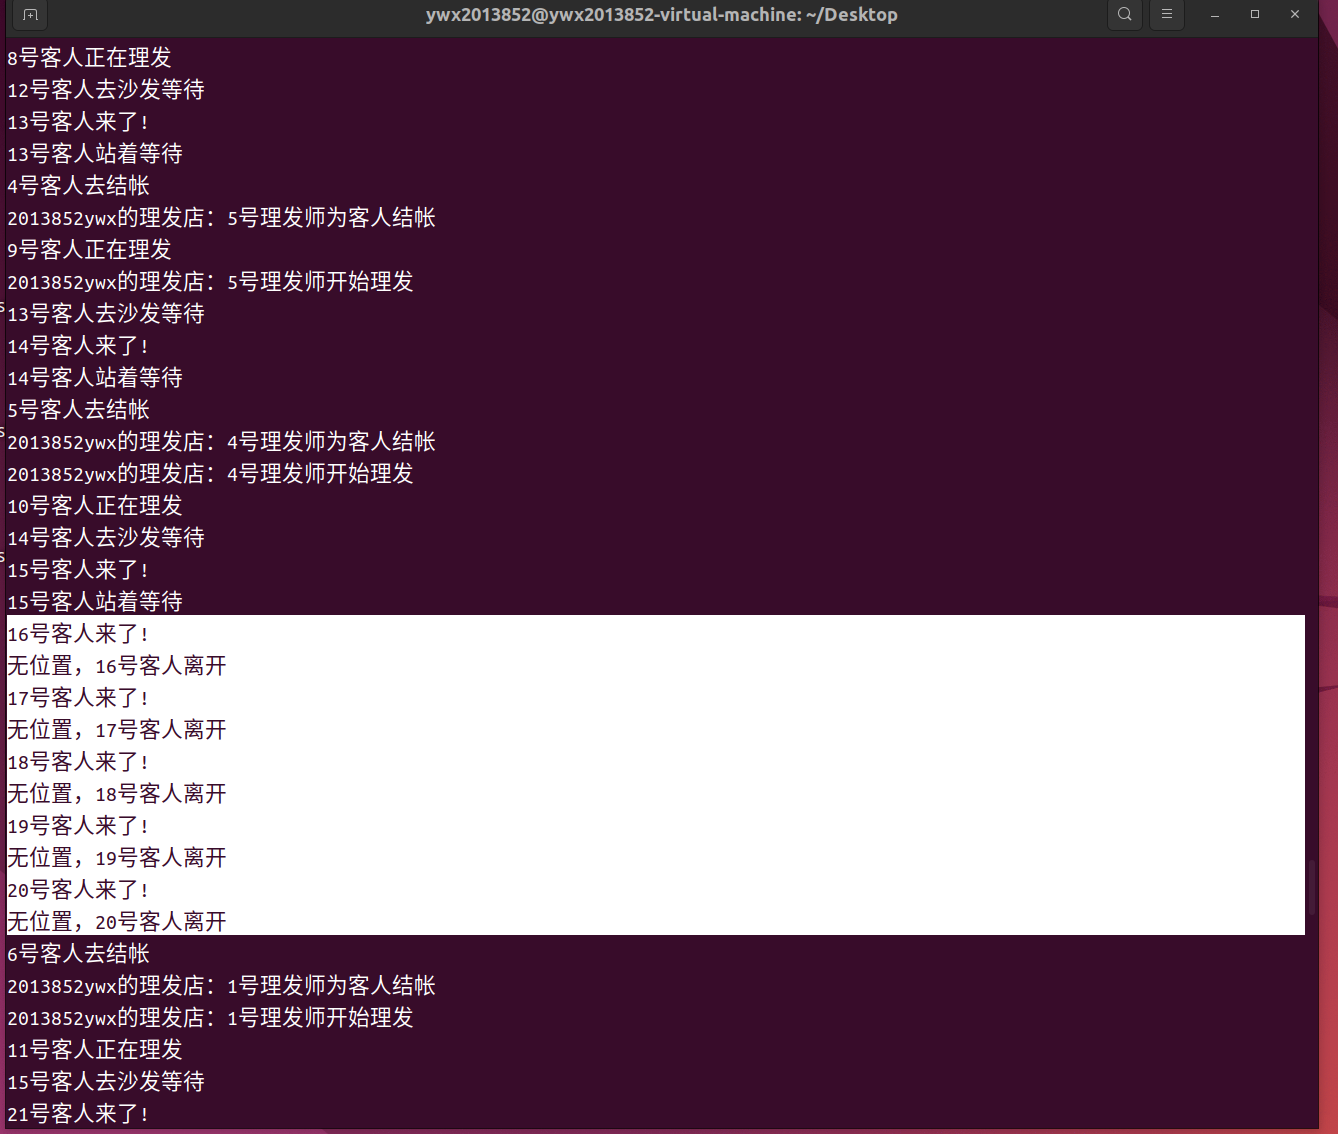 ywx2013852@ywx2013852-virtual-machine: ~/Desktop
8号客人正在理发
12号客人去沙发等待
13号客人来了!
13号客人站着等待
4号客人去结帐
2013852ywx的理发店: 5号理发师为客人结帐
9号客人正在理发
2013852ywx的理发店: 5号理发师开始理发
13号客人去沙发等待
14号客人来了!
14号客人站着等待
5号客人去结帐
2013852ywx的理发店: 4号理发师为客人结帐
2013852ywx的理发店: 4号理发师开始理发
10号客人正在理发
14号客人去沙发等待
15号客人来了!
15号客人站着等待
16号客人来了!
无位置，16号客人离开
17号客人来了!
无位置，17号客人离开
18号客人来了!
无位置，18号客人离开
19号客人来了!
无位置，19号客人离开
20号客人来了!
无位置，20号客人离开
6号客人去结帐
2013852ywx的理发店: 1号理发师为客人结帐
2013852ywx的理发店: 1号理发师开始理发
11号客人正在理发
15号客人去沙发等待
21号客人来了!